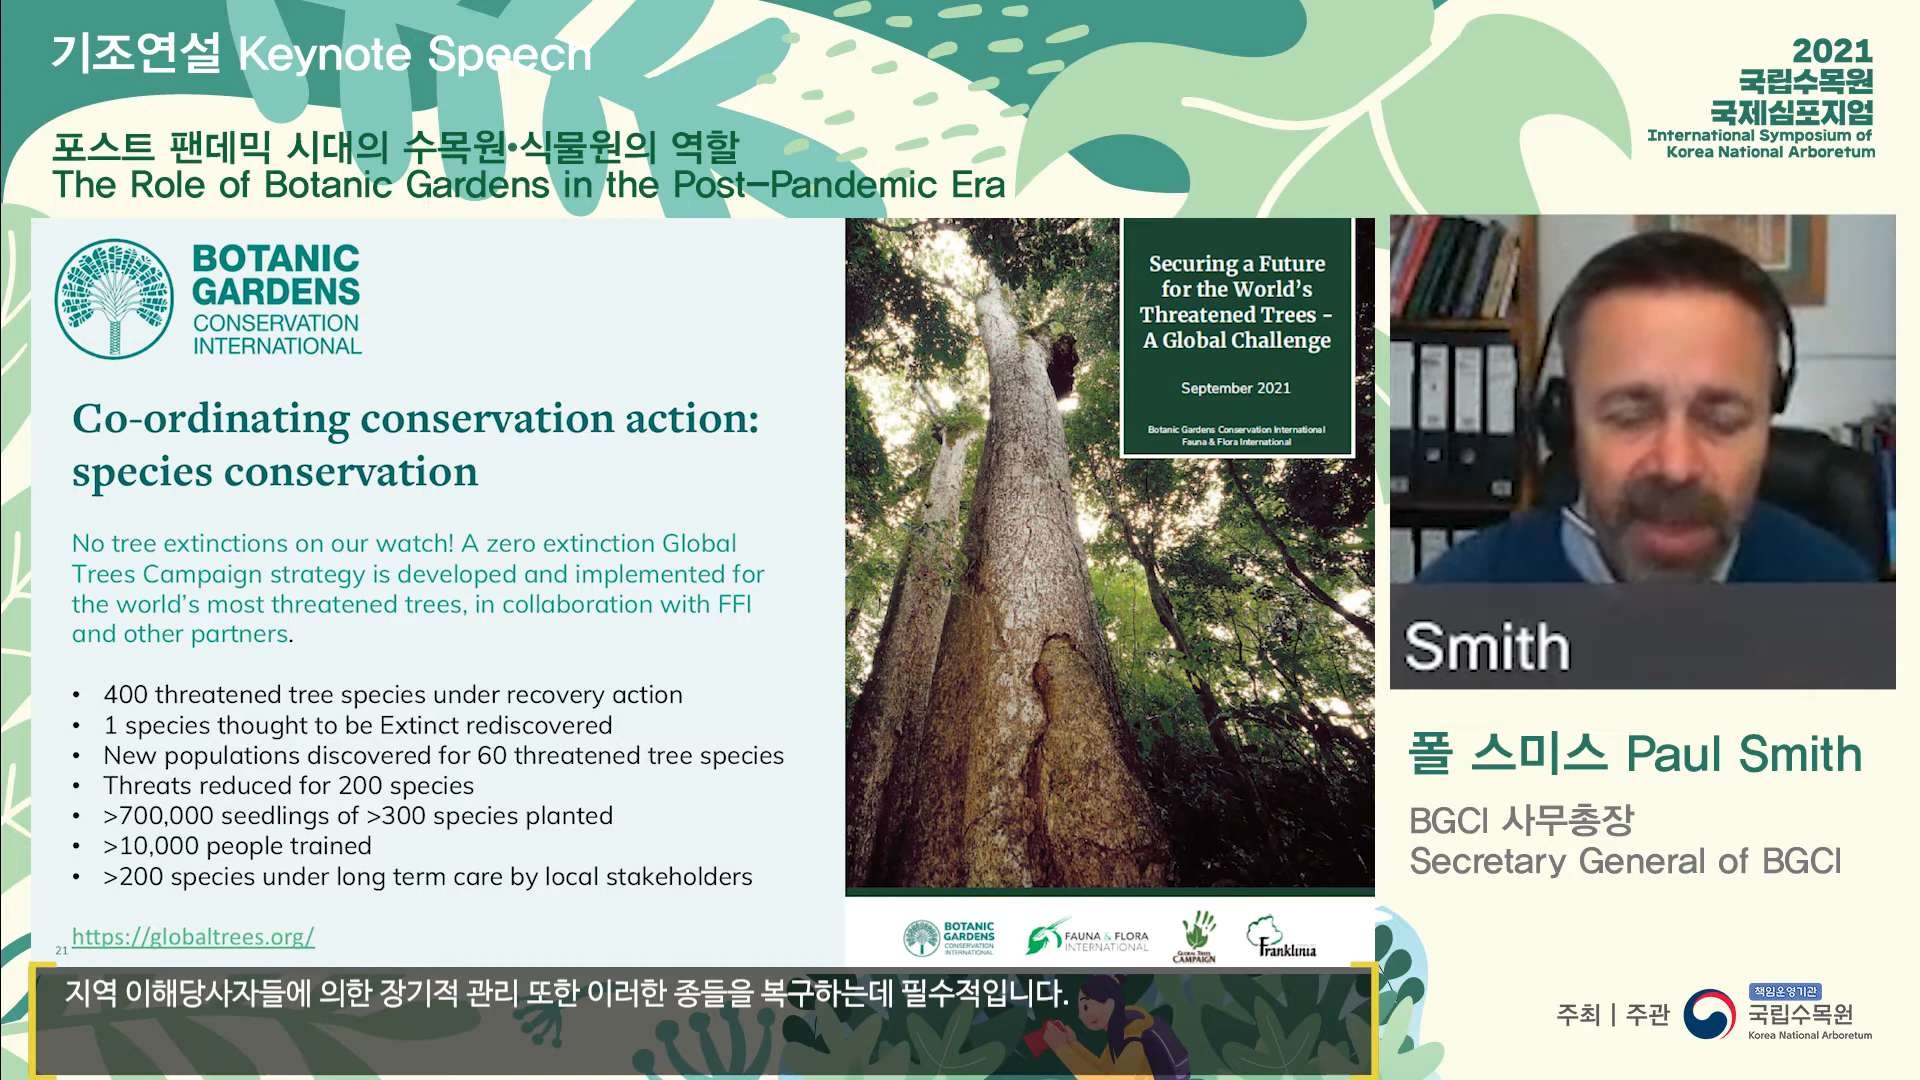 기조연설 Keynote Speech
포스트 팬데믹 시대의 수목원•식물원의 역할
The Role of Botanic Gardens in the Post-Pandemic Era
2021
국립수목원
국제심포지엄
International Symposium of
Korea National Arboretum
BOTANIC
GARDENS
CONSERVATION
INTERNATIONAL
Co-ordinating conservation action:
species conservation
No tree extinctions on our watch! A zero extinction Global
Trees Campaign strategy is developed and implemented for
the world's most threatened trees, in collaboration with FFI
and other partners.
• 400 threatened tree species under recovery action
• 1 species thought to be Extinct rediscovered
• New populations discovered for 60 threatened tree species
• Threats reduced for 200 species
• >700,000 seedlings of >300 species planted
• >10,000 people trained
• >200 species under long term care by local stakeholders
https://globaltrees.org/
21
Securing a Future
for the World's
Threatened Trees -
A Global Challenge
September 2021
Botanic Gardens Conservation International
Fauna & Flora International
BOTANIC
GARDENS
CONSERVATION
INTERNATIONAL
FAUNA & FLORA
INTERNATIONAL
GLOBAL TREES
CAMPAIGN
Franklinia
Smith
폴 스미스 Paul Smith
BGCI 사무총장
Secretary General of BGCI
지역 이해당사자들에 의한 장기적 관리 또한 이러한 종들을 복구하는데 필수적입니다.
주최 | 주관
책임운영기관
국립수목원
Korea National Arboretum